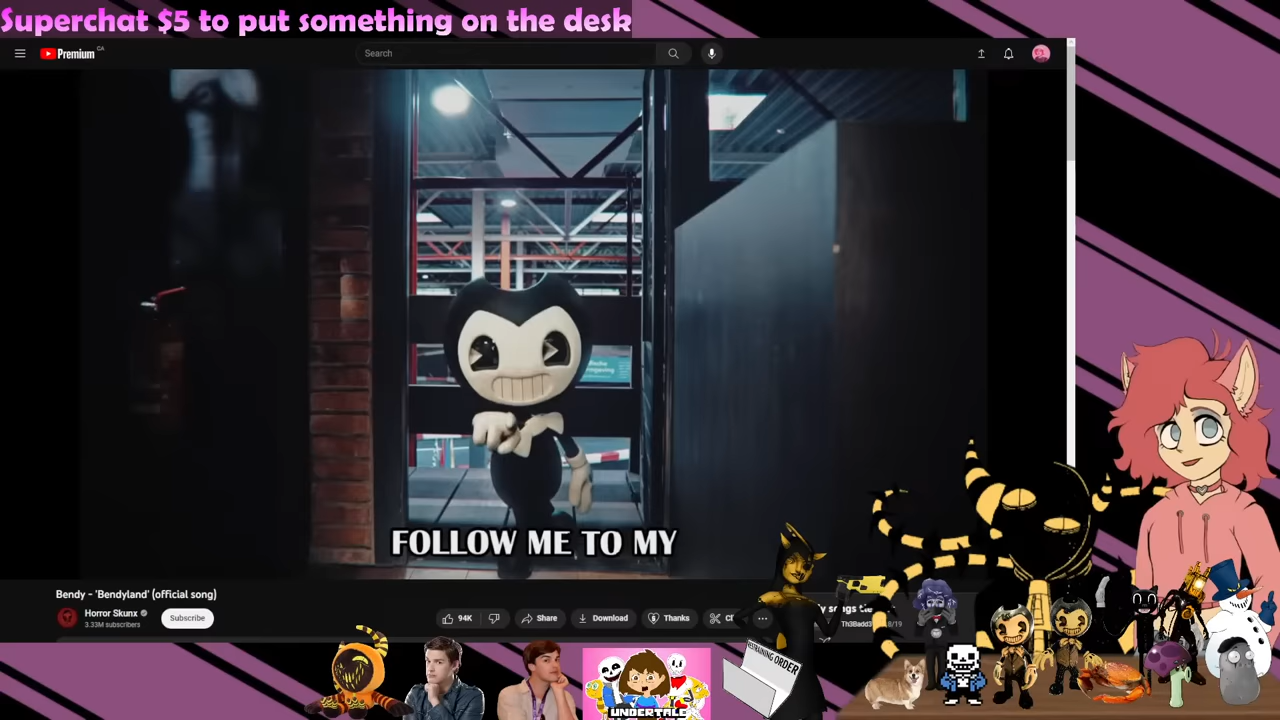 Superchat $5 to put something on the desk
Premium CA
Search
FOLLOW ME TO MY
Bendy - 'Bendyland' (official song)
Horror Skunx
3.33M subscribers
Subscribe
94K
Share
Download
Thanks
RESTRAINING ORDER
UNDERTALE